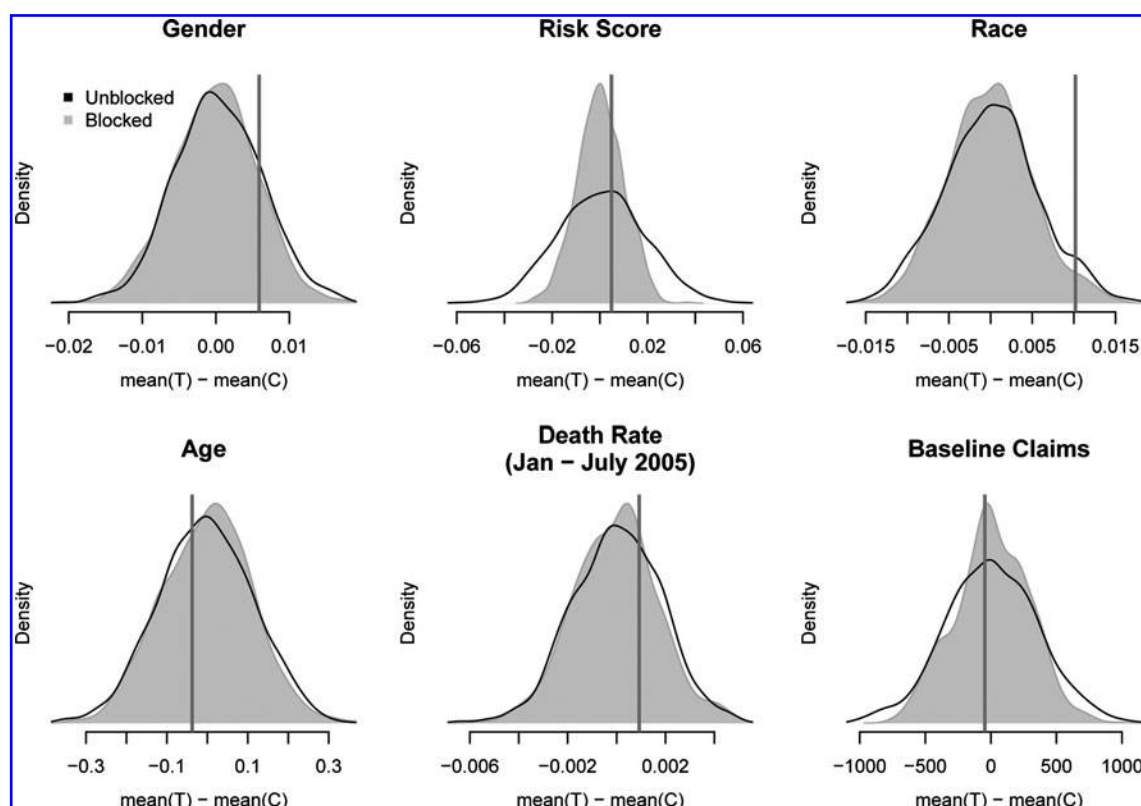 Gender
Unblocked
Blocked
Density
−0.02 −0.01 0.00 0.01
mean(T) − mean(C)
Risk Score
Density
−0.06 −0.02 0.02 0.06
mean(T) − mean(C)
Race
Density
−0.015 −0.005 0.005 0.015
mean(T) − mean(C)
Age
Density
−0.3 −0.1 0.1 0.3
mean(T) − mean(C)
Death Rate
(Jan − July 2005)
Density
−0.006 −0.002 0.002
mean(T) − mean(C)
Baseline Claims
Density
−1000 −500 0 500 1000
mean(T) − mean(C)